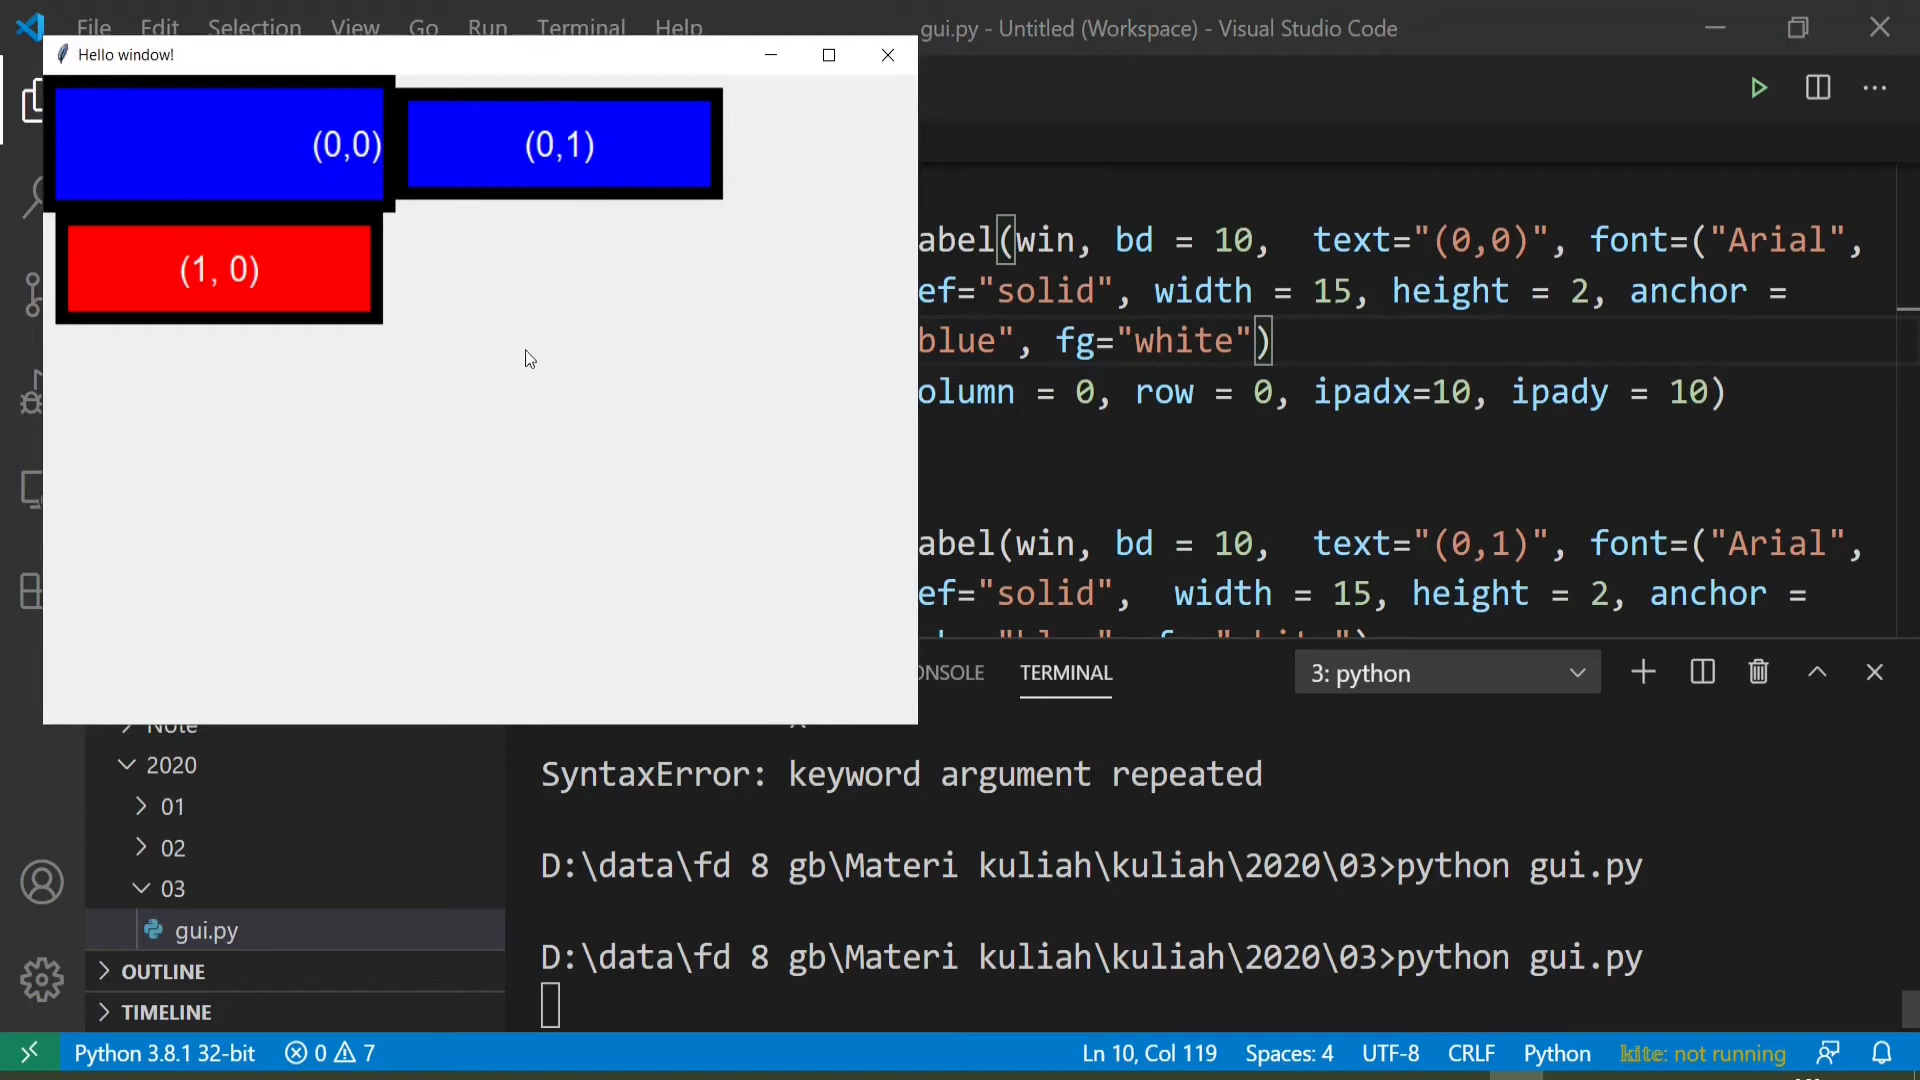 File Edit Selection View Go Run Terminal Help
gui.py - Untitled (Workspace) - Visual Studio Code
Hello window!
(0,0)
(0,1)
(1, 0)
abel(win, bd = 10,  text="(0,0)", font=("Arial",
ef="solid", width = 15, height = 2, anchor =
blue", fg="white")
olumn = 0, row = 0, ipadx=10, ipady = 10)
abel(win, bd = 10,  text="(0,1)", font=("Arial",
ef="solid",  width = 15, height = 2, anchor =
ONSOLE TERMINAL 3: python
Note
2020
01
02
03
gui.py
OUTLINE
TIMELINE
^
SyntaxError: keyword argument repeated
D:\data\fd 8 gb\Materi kuliah\kuliah\2020\03>python gui.py
D:\data\fd 8 gb\Materi kuliah\kuliah\2020\03>python gui.py
Python 3.8.1 32-bit 0 7 Ln 10, Col 119 Spaces: 4 UTF-8 CRLF Python kite: not running